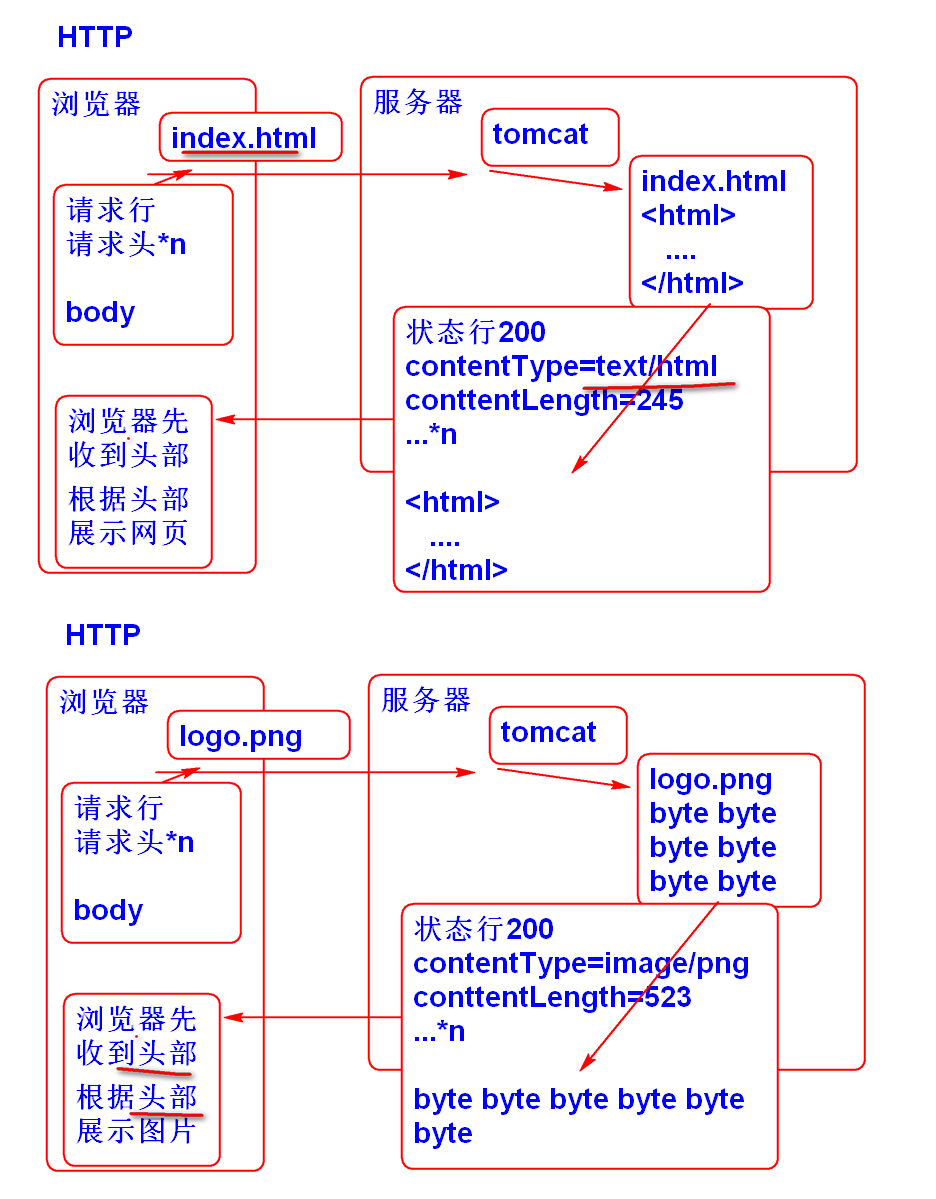 HTTP
浏览器
index.html
请求行
请求头*n
body
服务器
tomcat
index.html
<html>
....
</html>
状态行200
contentType=text/html
conttentLength=245
...*n
<html>
....
</html>
浏览器先
收到头部
根据头部
展示网页
HTTP
浏览器
logo.png
请求行
请求头*n
body
服务器
tomcat
logo.png
byte byte
byte byte
byte byte
状态行200
contentType=image/png
conttentLength=523
...*n
byte byte byte byte byte
byte
浏览器先
收到头部
根据头部
展示图片